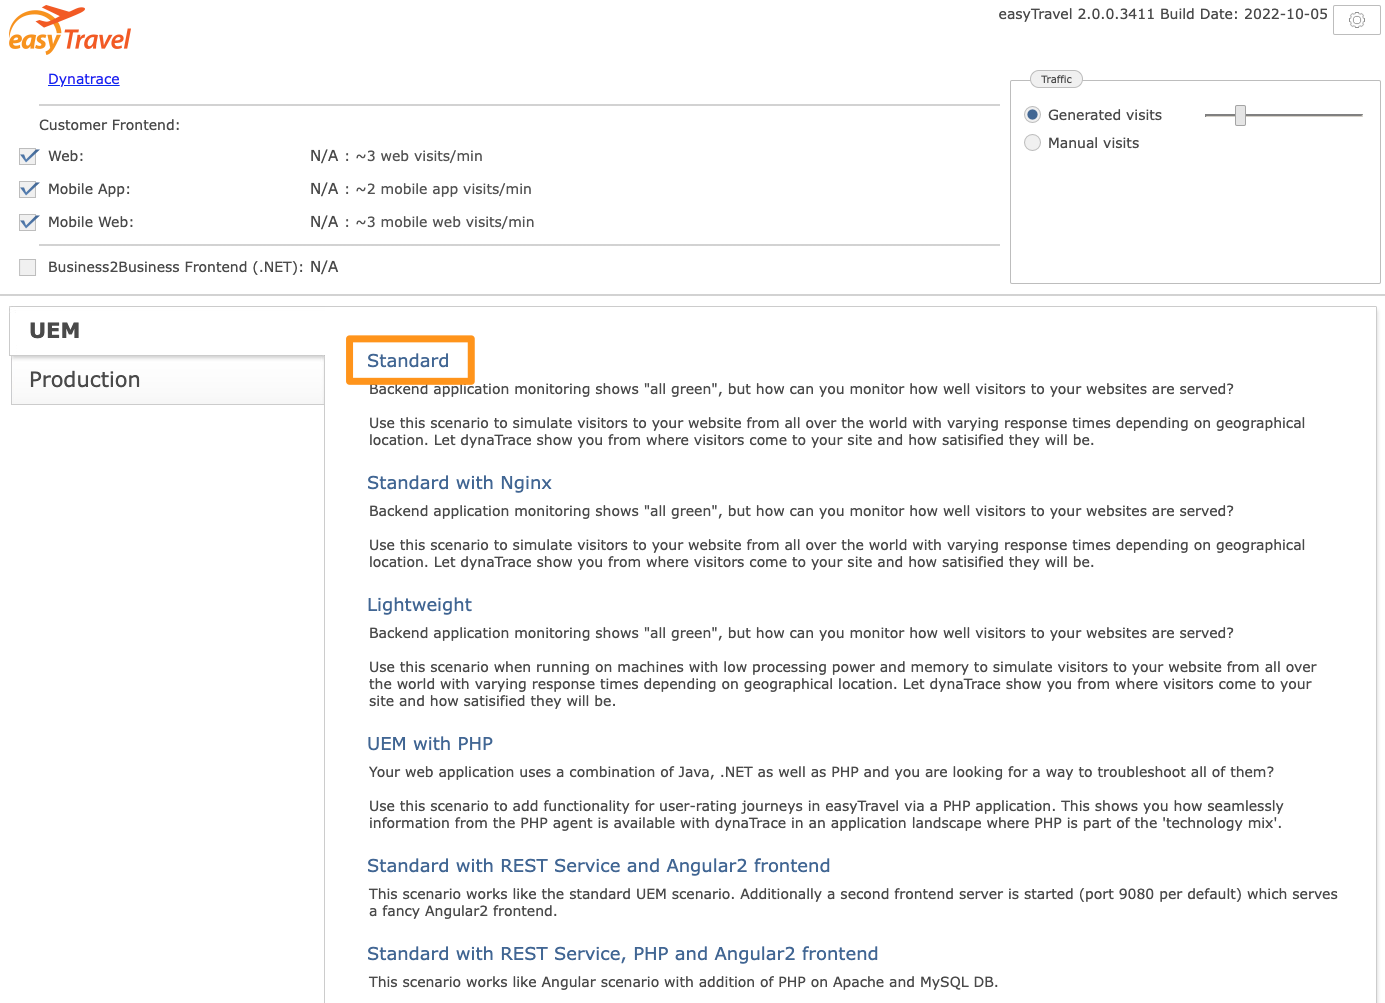 easyTravel
easyTravel 2.0.0.3411 Build Date: 2022-10-05
Dynatrace
Traffic
Customer Frontend:
Generated visits
Manual visits
Web: N/A : ~3 web visits/min
Mobile App: N/A : ~2 mobile app visits/min
Mobile Web: N/A : ~3 mobile web visits/min
Business2Business Frontend (.NET): N/A
UEM
Production
Standard
Backend application monitoring shows "all green", but how can you monitor how well visitors to your websites are served?
Use this scenario to simulate visitors to your website from all over the world with varying response times depending on geographical
location. Let dynaTrace show you from where visitors come to your site and how satisified they will be.
Standard with Nginx
Backend application monitoring shows "all green", but how can you monitor how well visitors to your websites are served?
Use this scenario to simulate visitors to your website from all over the world with varying response times depending on geographical
location. Let dynaTrace show you from where visitors come to your site and how satisified they will be.
Lightweight
Backend application monitoring shows "all green", but how can you monitor how well visitors to your websites are served?
Use this scenario when running on machines with low processing power and memory to simulate visitors to your website from all over
the world with varying response times depending on geographical location. Let dynaTrace show you from where visitors come to your
site and how satisified they will be.
UEM with PHP
Your web application uses a combination of Java, .NET as well as PHP and you are looking for a way to troubleshoot all of them?
Use this scenario to add functionality for user-rating journeys in easyTravel via a PHP application. This shows you how seamlessly
information from the PHP agent is available with dynaTrace in an application landscape where PHP is part of the 'technology mix'.
Standard with REST Service and Angular2 frontend
This scenario works like the standard UEM scenario. Additionally a second frontend server is started (port 9080 per default) which serves
a fancy Angular2 frontend.
Standard with REST Service, PHP and Angular2 frontend
This scenario works like Angular scenario with addition of PHP on Apache and MySQL DB.